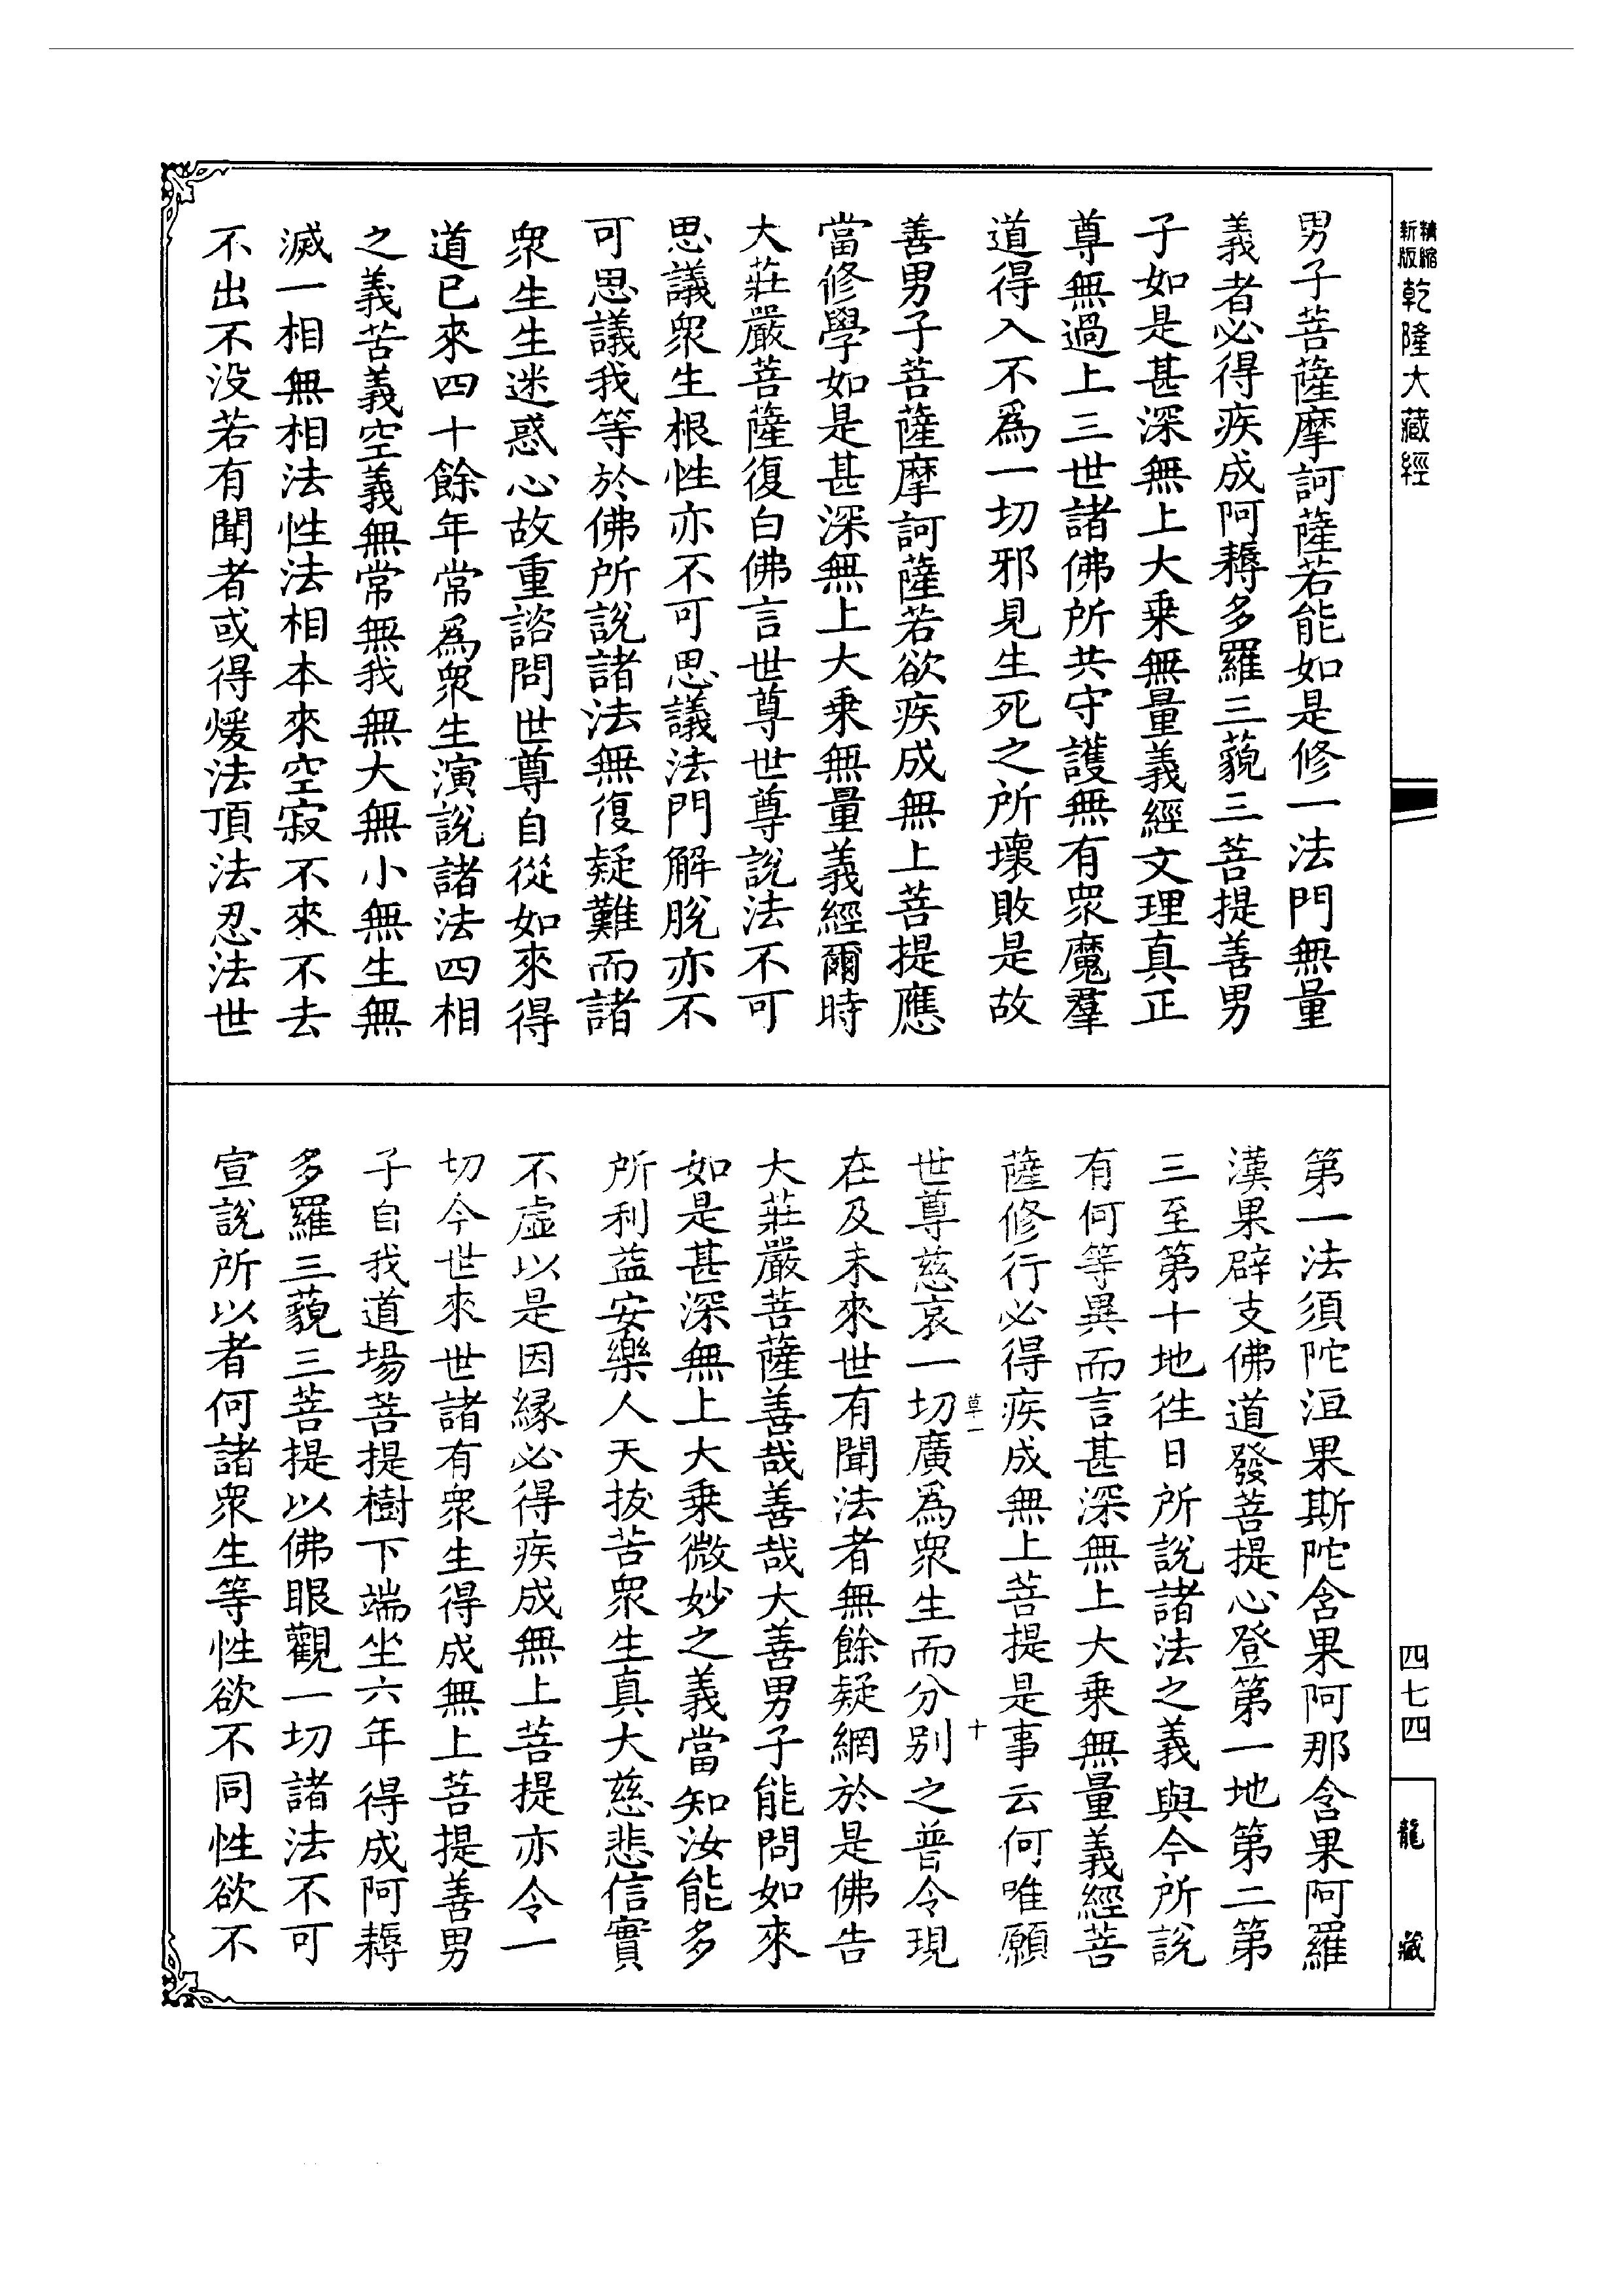 精縮新版乾隆大藏經
男子菩薩摩訶薩若能如是修一法門無量
義者必得疾成阿耨多羅三藐三菩提善男
子如是甚深無上大乘無量義經文理真正
尊無過上三世諸佛所共守護無有衆魔羣
道得入不爲一切邪見生死之所壞敗是故
善男子菩薩摩訶薩若欲疾成無上菩提應
當修學如是甚深無上大乘無量義經爾時
大莊嚴菩薩復白佛言世尊世尊說法不可
思議衆生根性亦不可思議法門解脫亦不
可思議我等於佛所說諸法無復疑難而諸
衆生生迷惑心故重諮問世尊自從如來得
道已來四十餘年常爲衆生演說諸法四相
之義苦義空義無常無我無大無小無生無
滅一相無相法性法相本來空寂不來不去
不出不没若有聞者或得煖法頂法忍法世
第一法須陀洹果斯陀含果阿那含果阿羅
漢果辟支佛道發菩提心登第一地第二第
三至第十地徃日所說諸法之義與今所說
有何等異而言甚深無上大乘無量義經菩
薩修行必得疾成無上菩提是事云何唯願
草一 十
世尊慈哀一切廣爲衆生而分別之普令現
在及未來世有聞法者無餘疑網於是佛告
大莊嚴菩薩善哉善哉大善男子能問如來
如是甚深無上大乘微妙之義當知汝能多
所利益安樂人天拔苦衆生真大慈悲信實
不虛以是因縁必得疾成無上菩提亦令一
切今世來世諸有衆生得成無上菩提善男
子自我道場菩提樹下端坐六年得成阿耨
多羅三藐三菩提以佛眼觀一切諸法不可
宣說所以者何諸衆生等性欲不同性欲不
四七四
龍藏